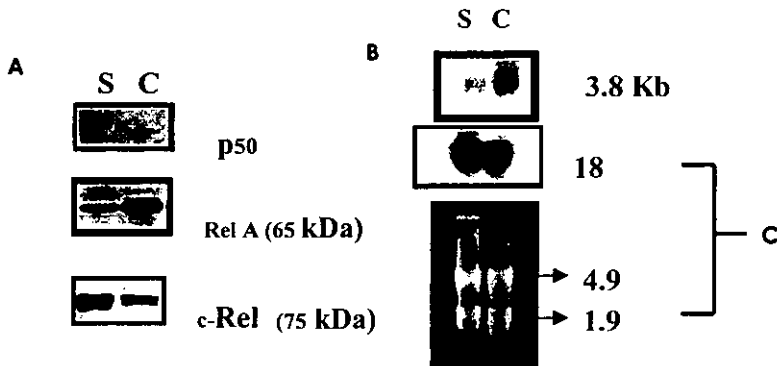 A
S C
p50
Rel A (65 kDa)
c-Rel (75 kDa)
B
S C
3.8 Kb
18
4.9
1.9
C